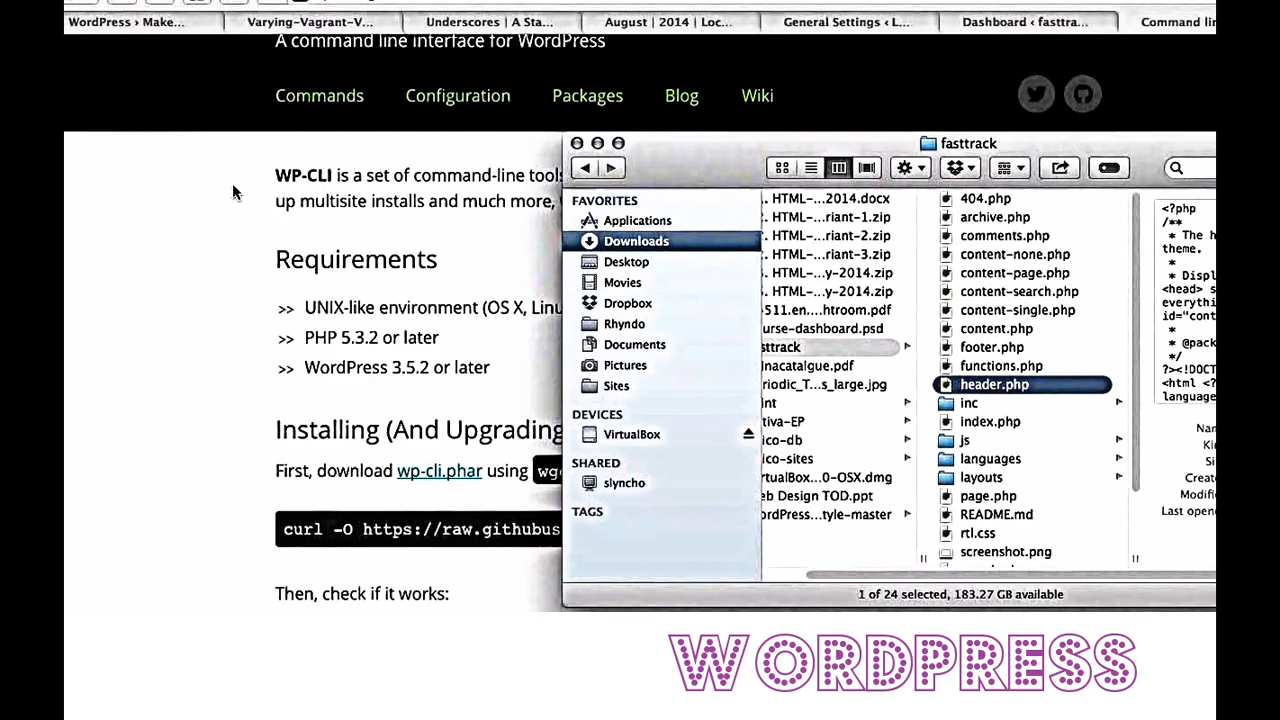 WordPress › Make...
Varying-Vagrant-V...
Underscores | A Sta...
August | 2014 | Loc...
General Settings ‹ L...
Dashboard ‹ fasttra...
Command lin
A command line interface for WordPress
Commands
Configuration
Packages
Blog
Wiki
WP-CLI is a set of command-line tools
up multisite installs and much more,
Requirements
>> UNIX-like environment (OS X, Linu
>> PHP 5.3.2 or later
>> WordPress 3.5.2 or later
Installing (And Upgrading
First, download wp-cli.phar using wg
curl -O https://raw.githubus
Then, check if it works:
fasttrack
FAVORITES
Applications
Downloads
Desktop
Movies
Dropbox
Rhyndo
Documents
Pictures
Sites
DEVICES
VirtualBox
SHARED
slyncho
TAGS
. HTML-...2014.docx
. HTML-...riant-1.zip
. HTML-...riant-2.zip
. HTML-...riant-3.zip
. HTML-...y-2014.zip
. HTML-...y-2014.zip
-511.en...htroom.pdf
urse-dashboard.psd
sttrack
nacatalgue.pdf
riodic_T...s_large.jpg
int
tiva-EP
ico-db
ico-sites
rtualBox...0-OSX.dmg
eb Design TOD.ppt
ordPress...tyle-master
404.php
archive.php
comments.php
content-none.php
content-page.php
content-search.php
content-single.php
content.php
footer.php
functions.php
header.php
inc
index.php
js
languages
layouts
page.php
README.md
rtl.css
screenshot.png
<?php
/**
* The h
theme.
*
* Displ
<head> s
everythi
id="cont
*
* @pack
*/
?><!DOCT
<html <?
language
Nam
Kin
Si
Create
Modifie
Last opene
1 of 24 selected, 183.27 GB available
WORDPRESS